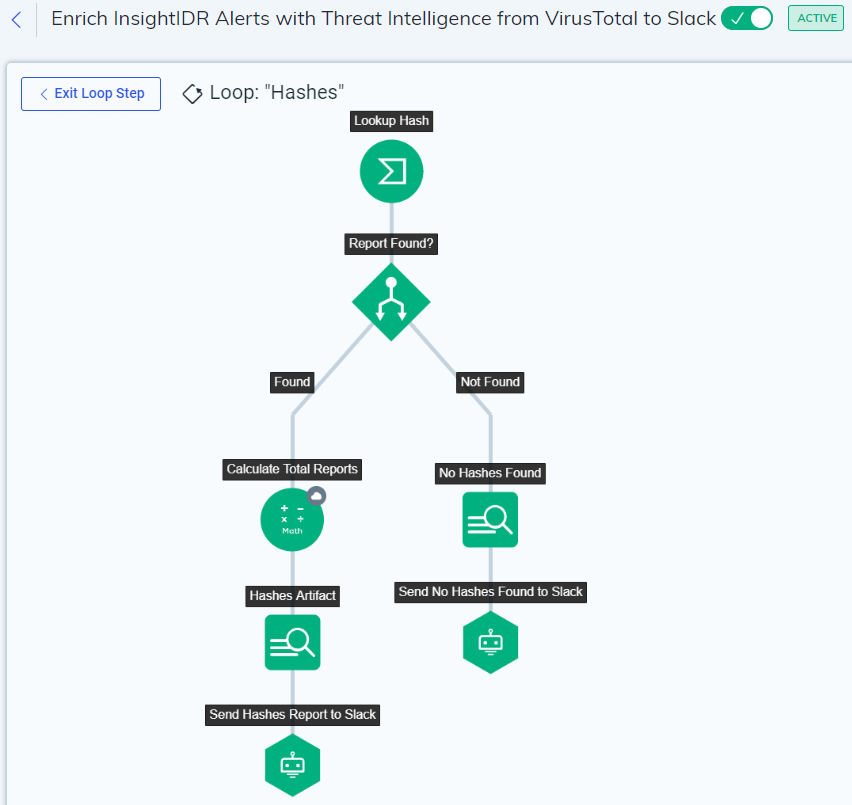 Enrich InsightIDR Alerts with Threat Intelligence from VirusTotal to Slack
ACTIVE
Exit Loop Step
Loop: "Hashes"
Lookup Hash
Report Found?
Found
Not Found
Calculate Total Reports
No Hashes Found
+ −
× ÷
Math
Hashes Artifact
Send No Hashes Found to Slack
Send Hashes Report to Slack